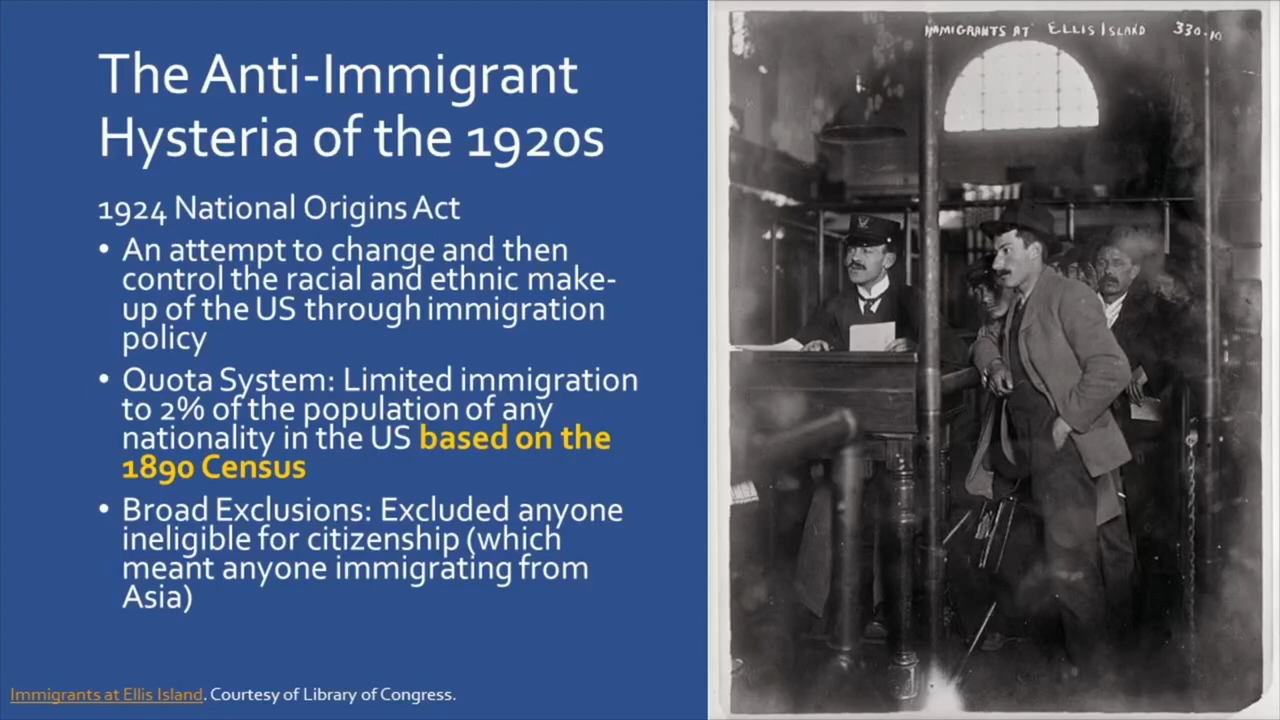 The Anti-Immigrant
Hysteria of the 1920s
1924 National Origins Act
• An attempt to change and then
control the racial and ethnic make-
up of the US through immigration
policy
• Quota System: Limited immigration
to 2% of the population of any
nationality in the US based on the
1890 Census
• Broad Exclusions: Excluded anyone
ineligible for citizenship (which
meant anyone immigrating from
Asia)
Immigrants at Ellis Island. Courtesy of Library of Congress.
IMMIGRANTS AT ELLIS ISLAND 330-10